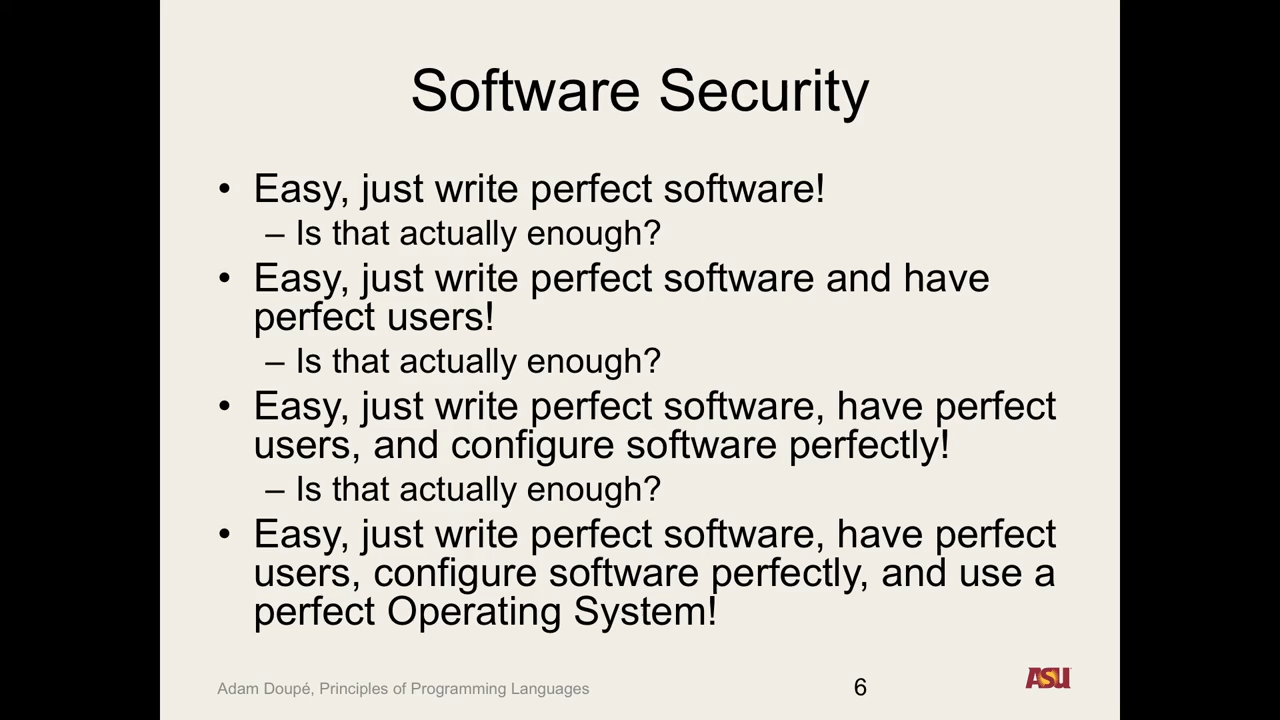 Software Security
• Easy, just write perfect software!
– Is that actually enough?
• Easy, just write perfect software and have
perfect users!
– Is that actually enough?
• Easy, just write perfect software, have perfect
users, and configure software perfectly!
– Is that actually enough?
• Easy, just write perfect software, have perfect
users, configure software perfectly, and use a
perfect Operating System!
Adam Doupé, Principles of Programming Languages
6
ASU